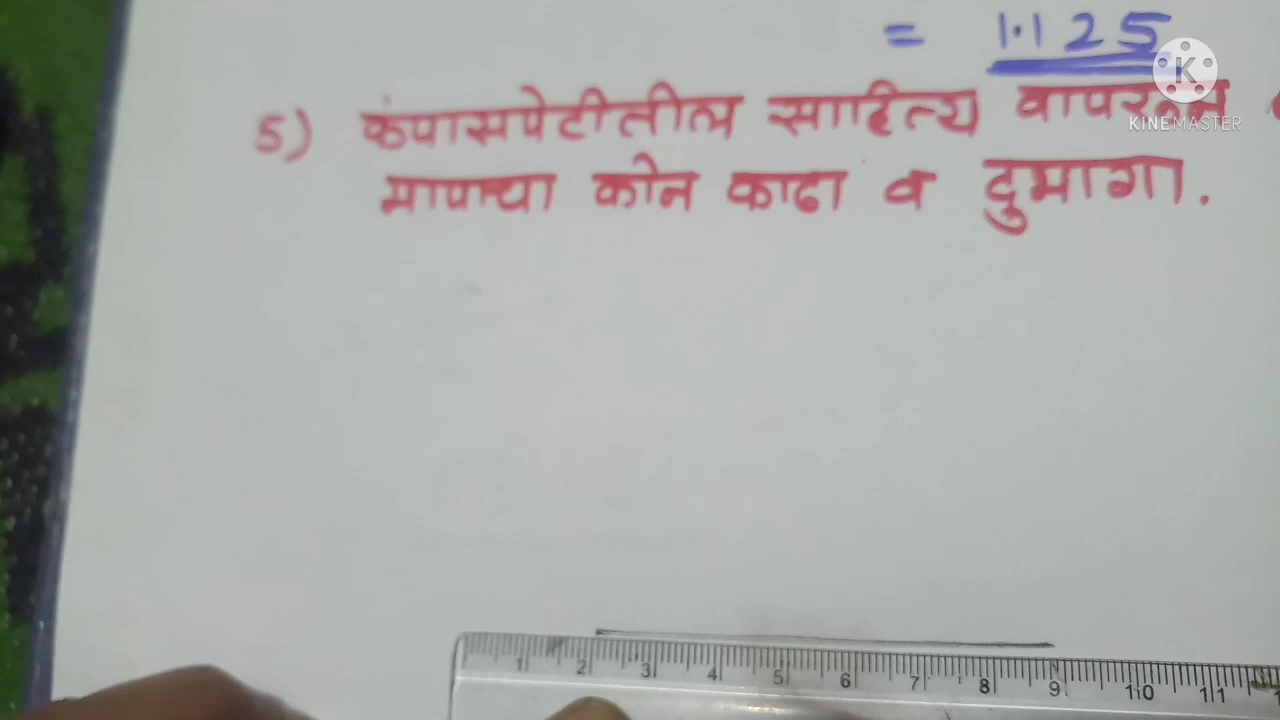 = 1.125
5) कंपासपेटीतील साहित्य वापरून
मापाच्या कोन काढा व दुभागा.
K
KINEMASTER
1 2 3 4 5 6 7 8 9 10 11